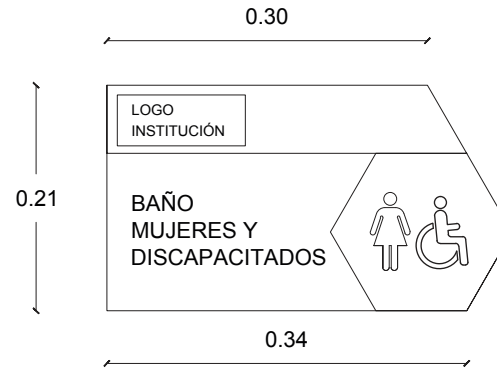 0.30
LOGO
INSTITUCIÓN
0.21
BAÑO
MUJERES Y
DISCAPACITADOS
0.34